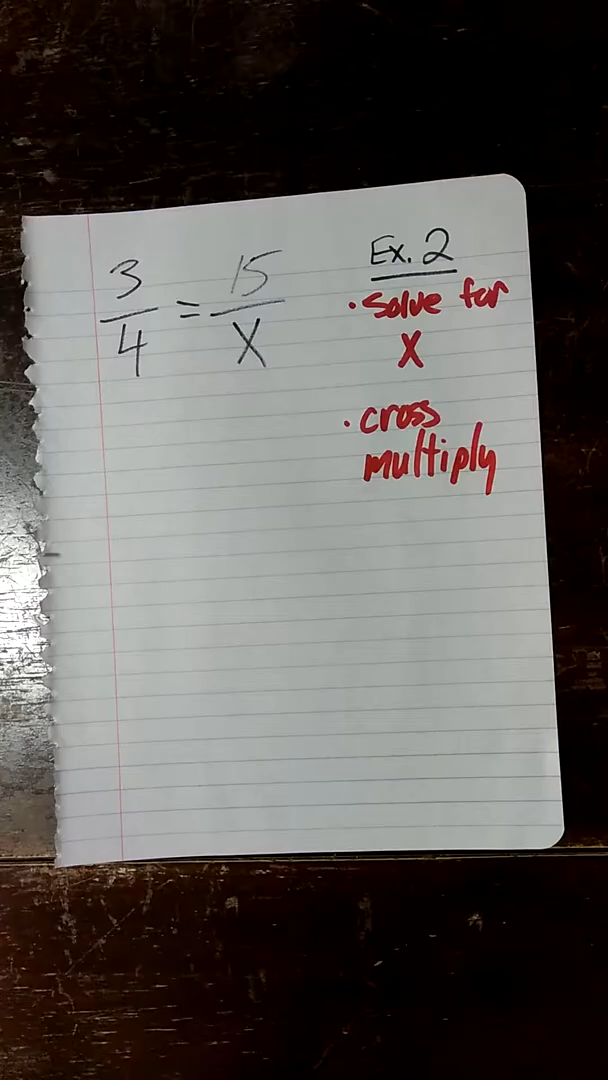 3/4 = 15/X
Ex. 2
• solve for
X
• cross
multiply